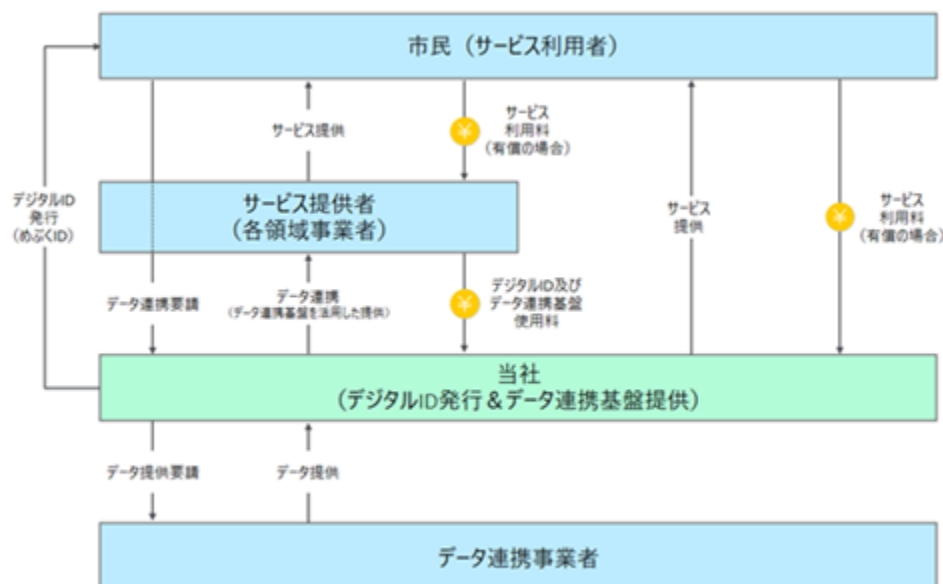 市民（サービス利用者）
サービス提供
サービス
利用料
（有償の場合）
デジタルID
発行
（めぶくID）
サービス提供者
（各領域事業者）
サービス
提供
サービス
利用料
（有償の場合）
データ連携要請
データ連携
（データ連携基盤を活用した提供）
デジタルID及び
データ連携基盤
使用料
当社
（デジタルID発行＆データ連携基盤提供）
データ提供要請
データ提供
データ連携事業者